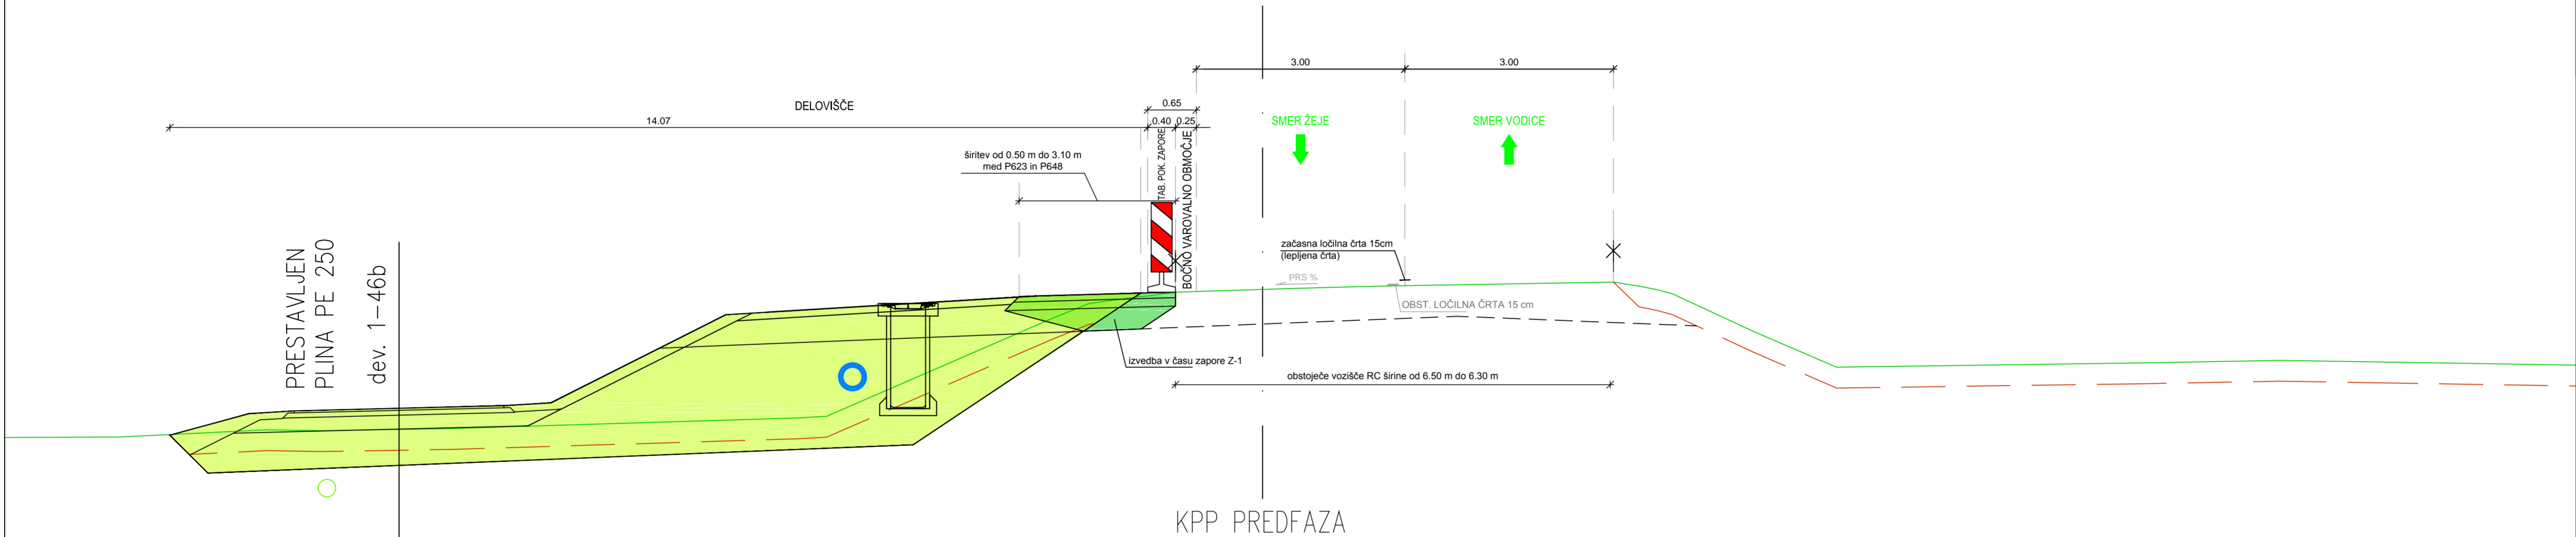 3.00
3.00
0.65
DELOVIŠČE
14.07
0.40
0.25
SMER ŽEJE
SMER VODICE
TAB. POK. ZAPORE
BOČNO VAROVALNO OBMOČJE
širitev od 0.50 m do 3.10 m
med P623 in P648
PRESTAVLJEN
PLINA PE 250
dev. 1-46b
začasna ločilna črta 15cm
(lepljena črta)
PRS %
OBST. LOČILNA ČRTA 15 cm
izvedba v času zapore Z-1
obstoječe vozišče RC širine od 6.50 m do 6.30 m
KPP PREDFAZA